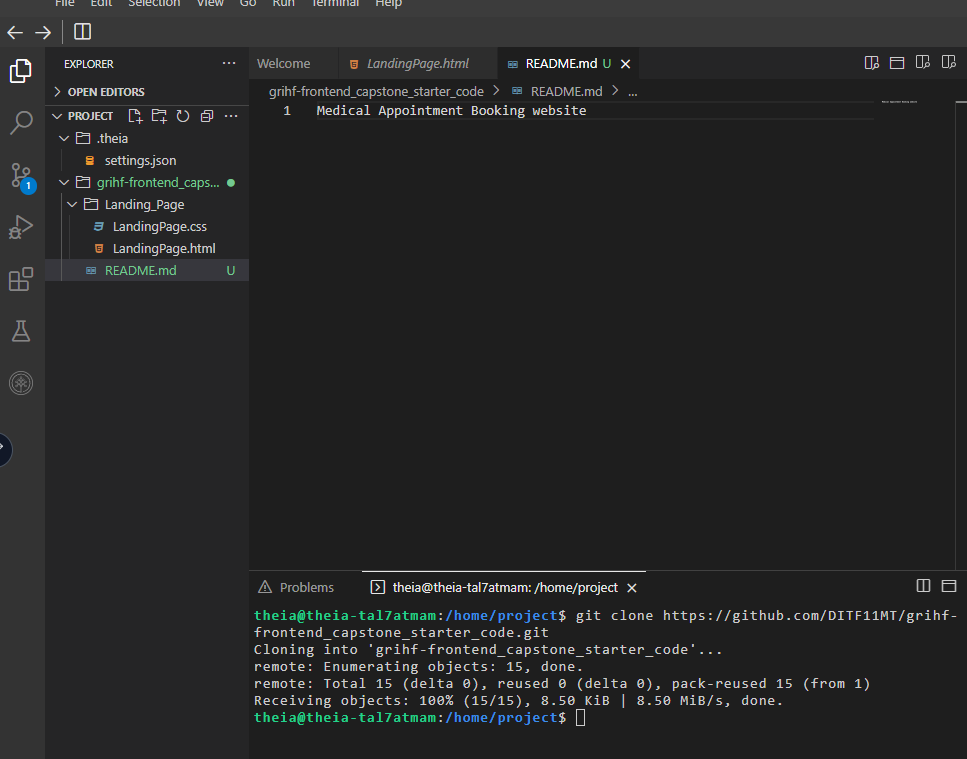 File Edit Selection View Go Run Terminal Help
EXPLORER
Welcome LandingPage.html README.md U
OPEN EDITORS
grihf-frontend_capstone_starter_code > README.md > ...
PROJECT
1 Medical Appointment Booking website
.theia
settings.json
1
grihf-frontend_caps...
Landing_Page
LandingPage.css
LandingPage.html
README.md U
Problems theia@theia-tal7atmam: /home/project
theia@theia-tal7atmam:/home/project$ git clone https://github.com/DITF11MT/grihf-
frontend_capstone_starter_code.git
Cloning into 'grihf-frontend_capstone_starter_code'...
remote: Enumerating objects: 15, done.
remote: Total 15 (delta 0), reused 0 (delta 0), pack-reused 15 (from 1)
Receiving objects: 100% (15/15), 8.50 KiB | 8.50 MiB/s, done.
theia@theia-tal7atmam:/home/project$